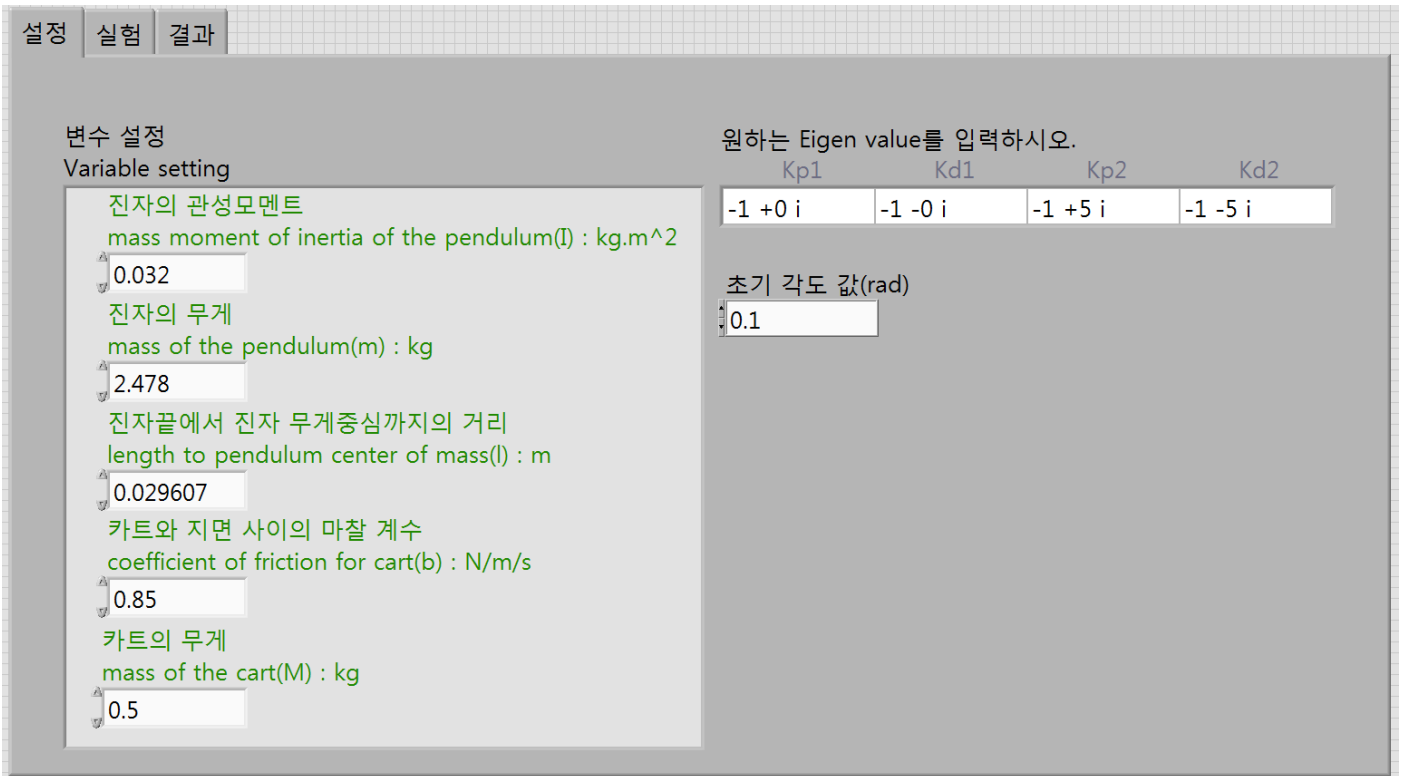 설정 실험 결과
변수 설정
Variable setting
진자의 관성모멘트
mass moment of inertia of the pendulum(I) : kg.m^2
0.032
진자의 무게
mass of the pendulum(m) : kg
2.478
진자끝에서 진자 무게중심까지의 거리
length to pendulum center of mass(l) : m
0.029607
카트와 지면 사이의 마찰 계수
coefficient of friction for cart(b) : N/m/s
0.85
카트의 무게
mass of the cart(M) : kg
0.5
원하는 Eigen value를 입력하시오.
Kp1 Kd1 Kp2 Kd2
-1 +0 i -1 -0 i -1 +5 i -1 -5 i
초기 각도 값(rad)
0.1